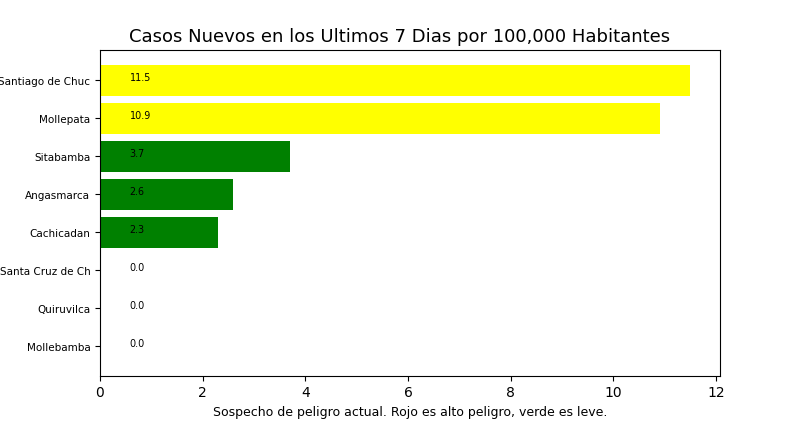 Casos Nuevos en los Ultimos 7 Dias por 100,000 Habitantes
Santiago de Chuc 11.5
Mollepata 10.9
Sitabamba 3.7
Angasmarca 2.6
Cachicadan 2.3
Santa Cruz de Ch 0.0
Quiruvilca 0.0
Mollebamba 0.0
0 2 4 6 8 10 12
Sospecho de peligro actual. Rojo es alto peligro, verde es leve.